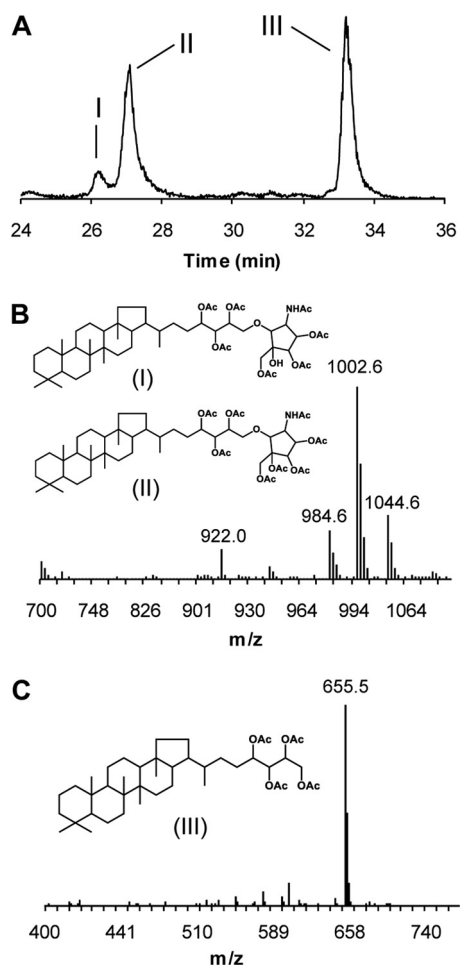 A
I
II
III
24 26 28 30 32 34 36
Time (min)
B
OAc OAc NHAc
O OAc
OAc OH OAc
OAc
(I)
1002.6
OAc OAc NHAc
O OAc
OAc OAc OAc
OAc
(II)
922.0
984.6
1044.6
700 748 826 901 930 964 994 1064
m/z
C
655.5
OAc OAc
OAc OAc
(III)
400 441 510 589 658 740
m/z